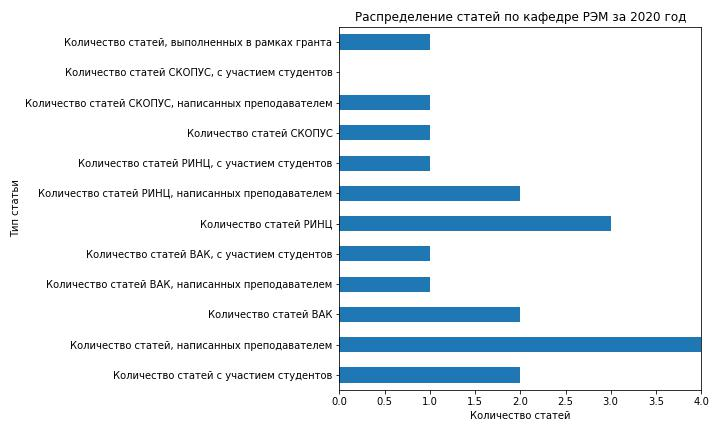 Распределение статей по кафедре РЭМ за 2020 год
Количество статей, выполненных в рамках гранта
Количество статей СКОПУС, с участием студентов
Количество статей СКОПУС, написанных преподавателем
Количество статей СКОПУС
Количество статей РИНЦ, с участием студентов
Количество статей РИНЦ, написанных преподавателем
Количество статей РИНЦ
Количество статей ВАК, с участием студентов
Количество статей ВАК, написанных преподавателем
Количество статей ВАК
Количество статей, написанных преподавателем
Количество статей с участием студентов
Тип статьи
0.0 0.5 1.0 1.5 2.0 2.5 3.0 3.5 4.0
Количество статей